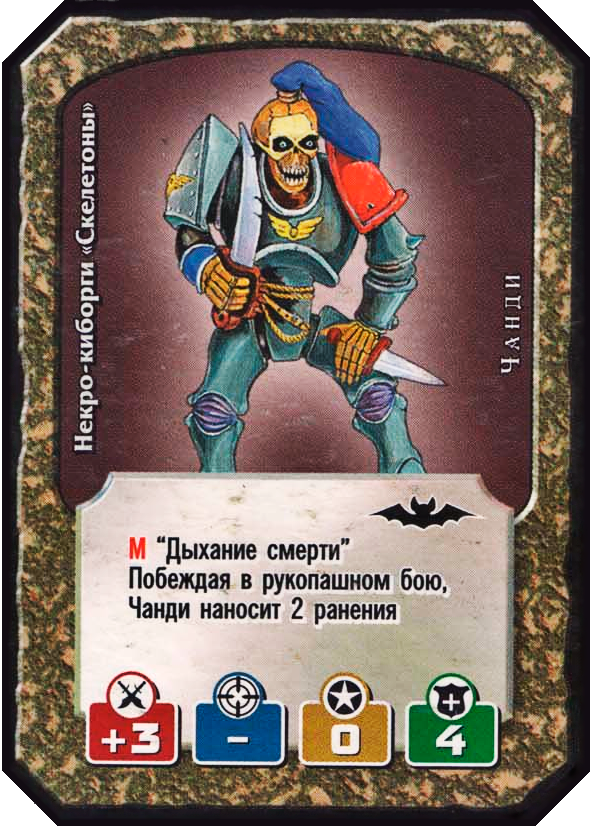 Некро-киборги «Скелетоны»
Чанди
М "Дыхание смерти"
Побеждая в рукопашном бою,
Чанди наносит 2 ранения
+3 - 0 4